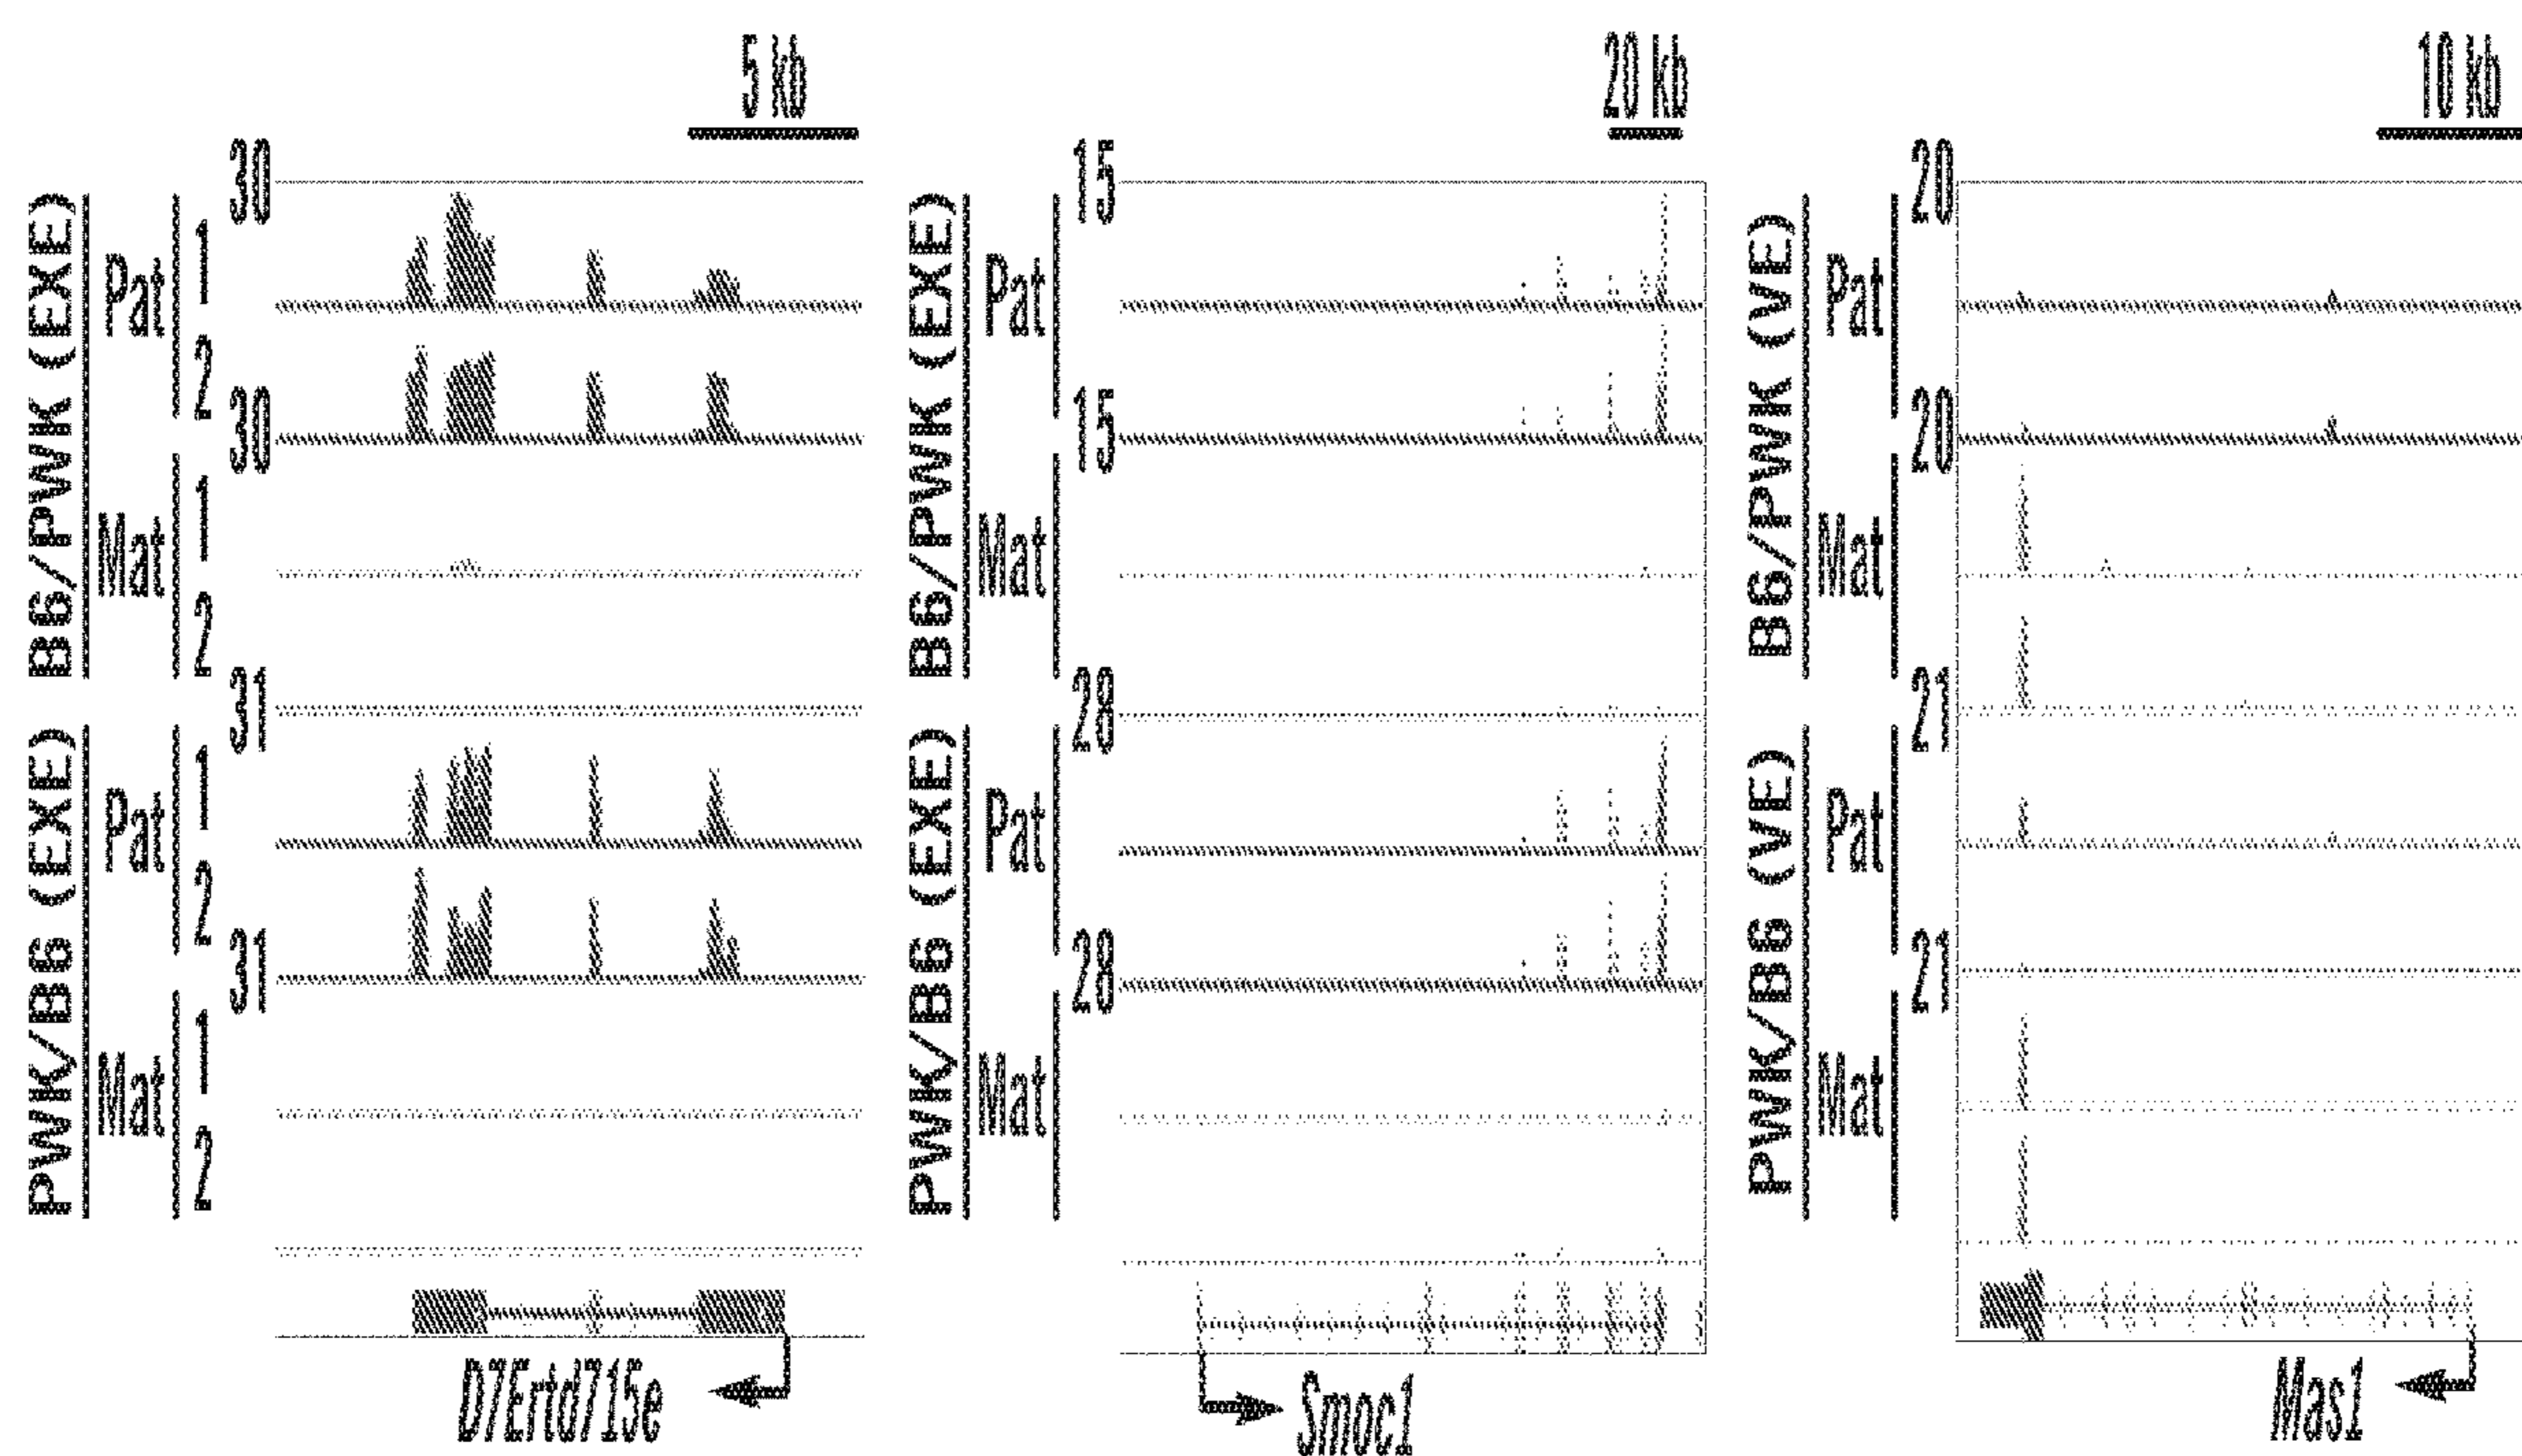 5 kb
B6/PWK (EXE)
Pat
1
2
30
30
Mat
1
2
30
PWK/B6 (EXE)
Pat
1
2
31
31
Mat
1
2
D7Ertd715e
20 kb
B6/PWK (EXE)
Pat
15
15
Mat
15
PWK/B6 (EXE)
Pat
28
28
Mat
Smoc1
10 kb
B6/PWK (VE)
Pat
20
20
Mat
PWK/B6 (VE)
Pat
21
21
Mat
Mas1